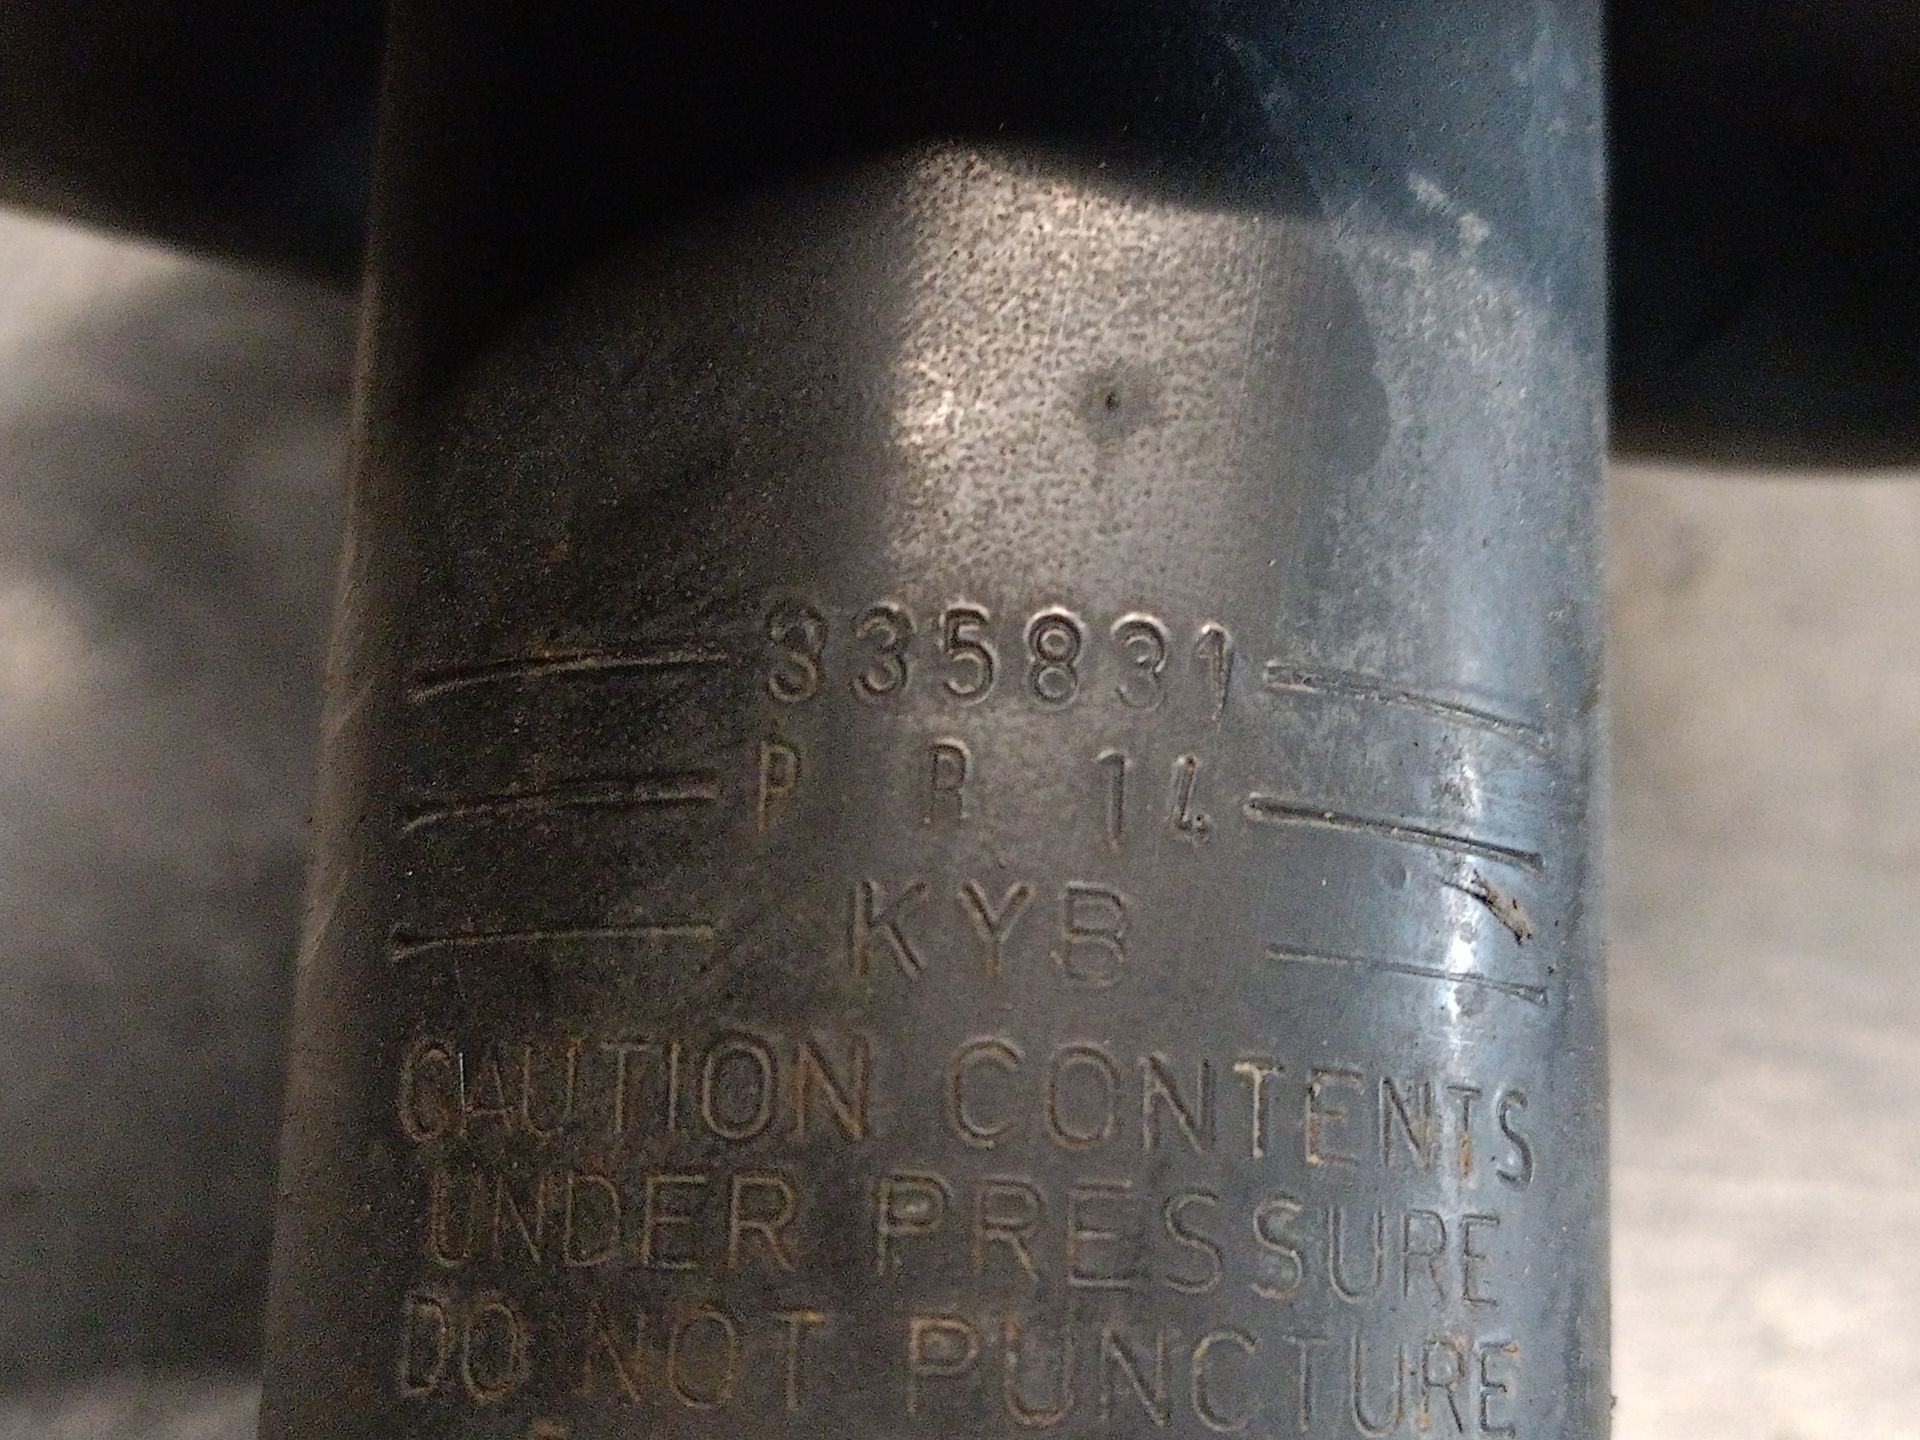 335831
P R 14
KYB
CAUTION CONTENTS
UNDER PRESSURE
DO NOT PUNCTURE